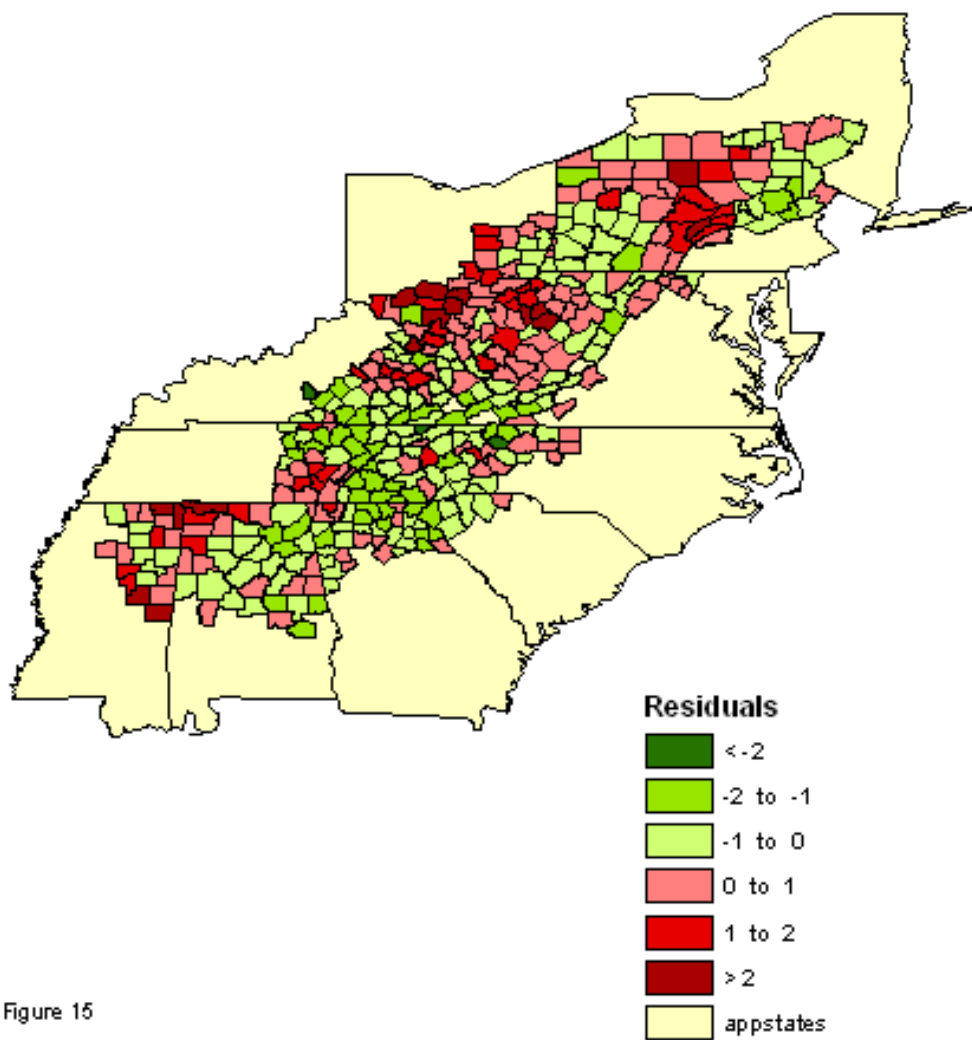 Residuals
< -2
-2 to -1
-1 to 0
0 to 1
1 to 2
> 2
appstates
Figure 15